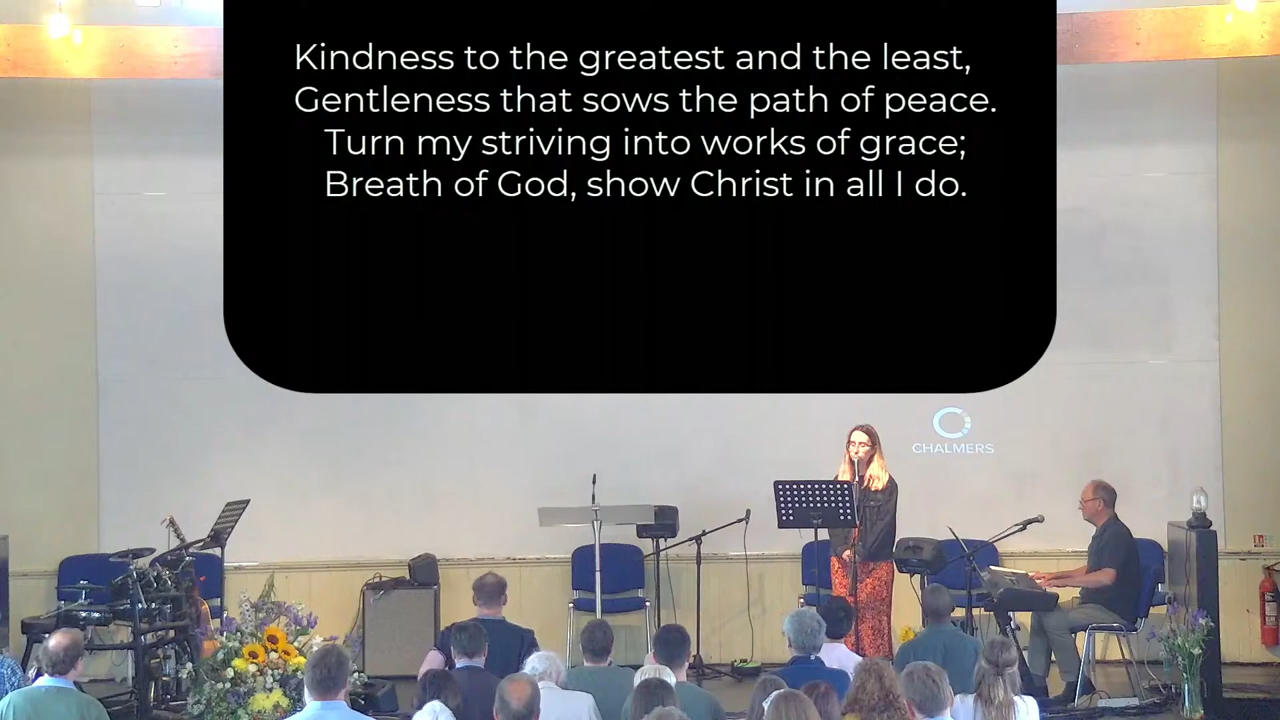 Kindness to the greatest and the least,
Gentleness that sows the path of peace.
Turn my striving into works of grace;
Breath of God, show Christ in all I do.
CHALMERS